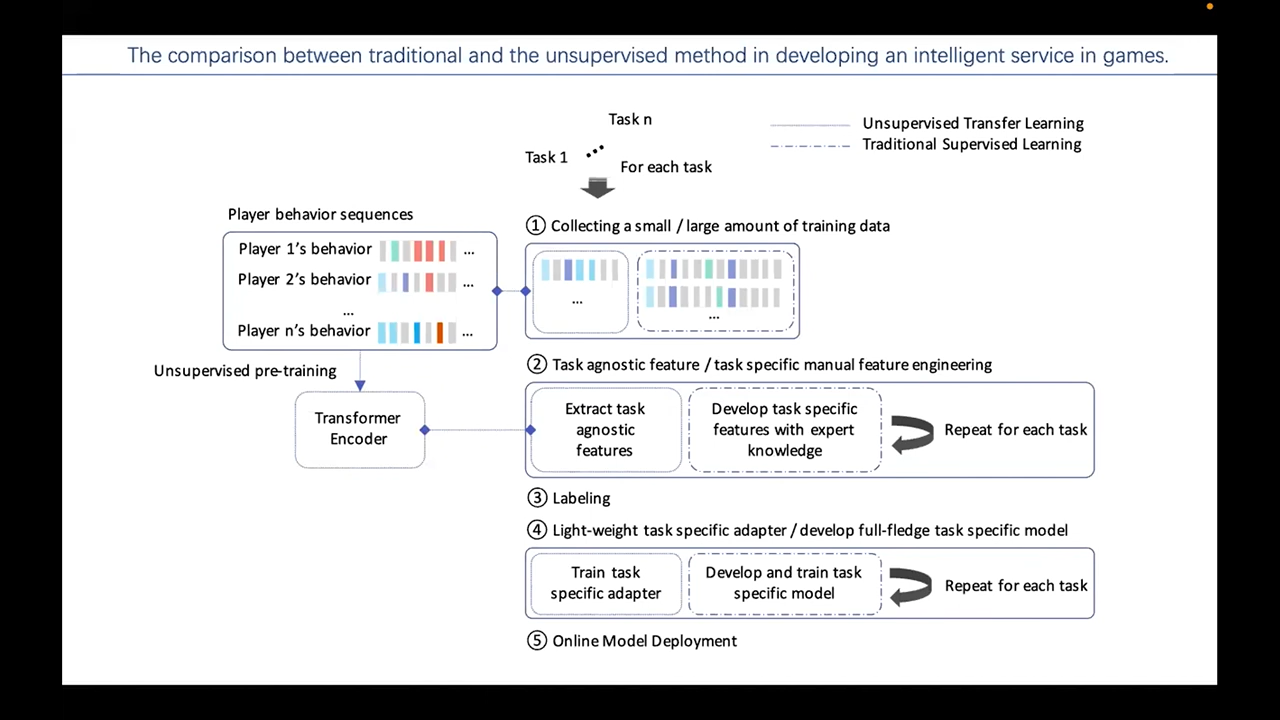 The comparison between traditional and the unsupervised method in developing an intelligent service in games.
Task n
Task 1
For each task
Unsupervised Transfer Learning
Traditional Supervised Learning
Player behavior sequences
Player 1's behavior ...
Player 2's behavior ...
...
Player n's behavior ...
Unsupervised pre-training
Transformer
Encoder
① Collecting a small / large amount of training data
...
...
② Task agnostic feature / task specific manual feature engineering
Extract task
agnostic
features
Develop task specific
features with expert
knowledge
Repeat for each task
③ Labeling
④ Light-weight task specific adapter / develop full-fledge task specific model
Train task
specific adapter
Develop and train task
specific model
Repeat for each task
⑤ Online Model Deployment